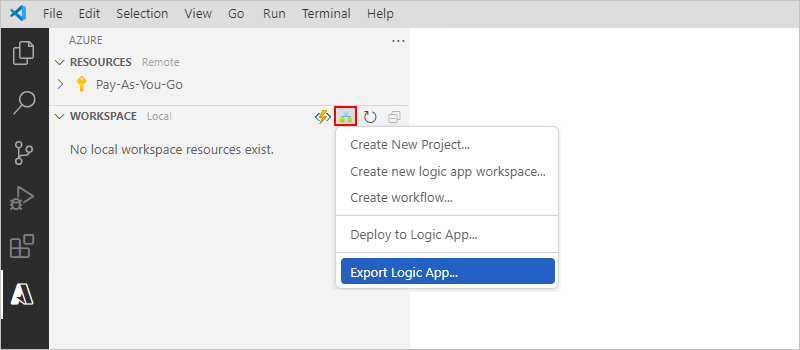 File Edit Selection View Go Run Terminal Help
AZURE
RESOURCES Remote
Pay-As-You-Go
WORKSPACE Local
No local workspace resources exist.
Create New Project...
Create new logic app workspace...
Create workflow...
Deploy to Logic App...
Export Logic App...